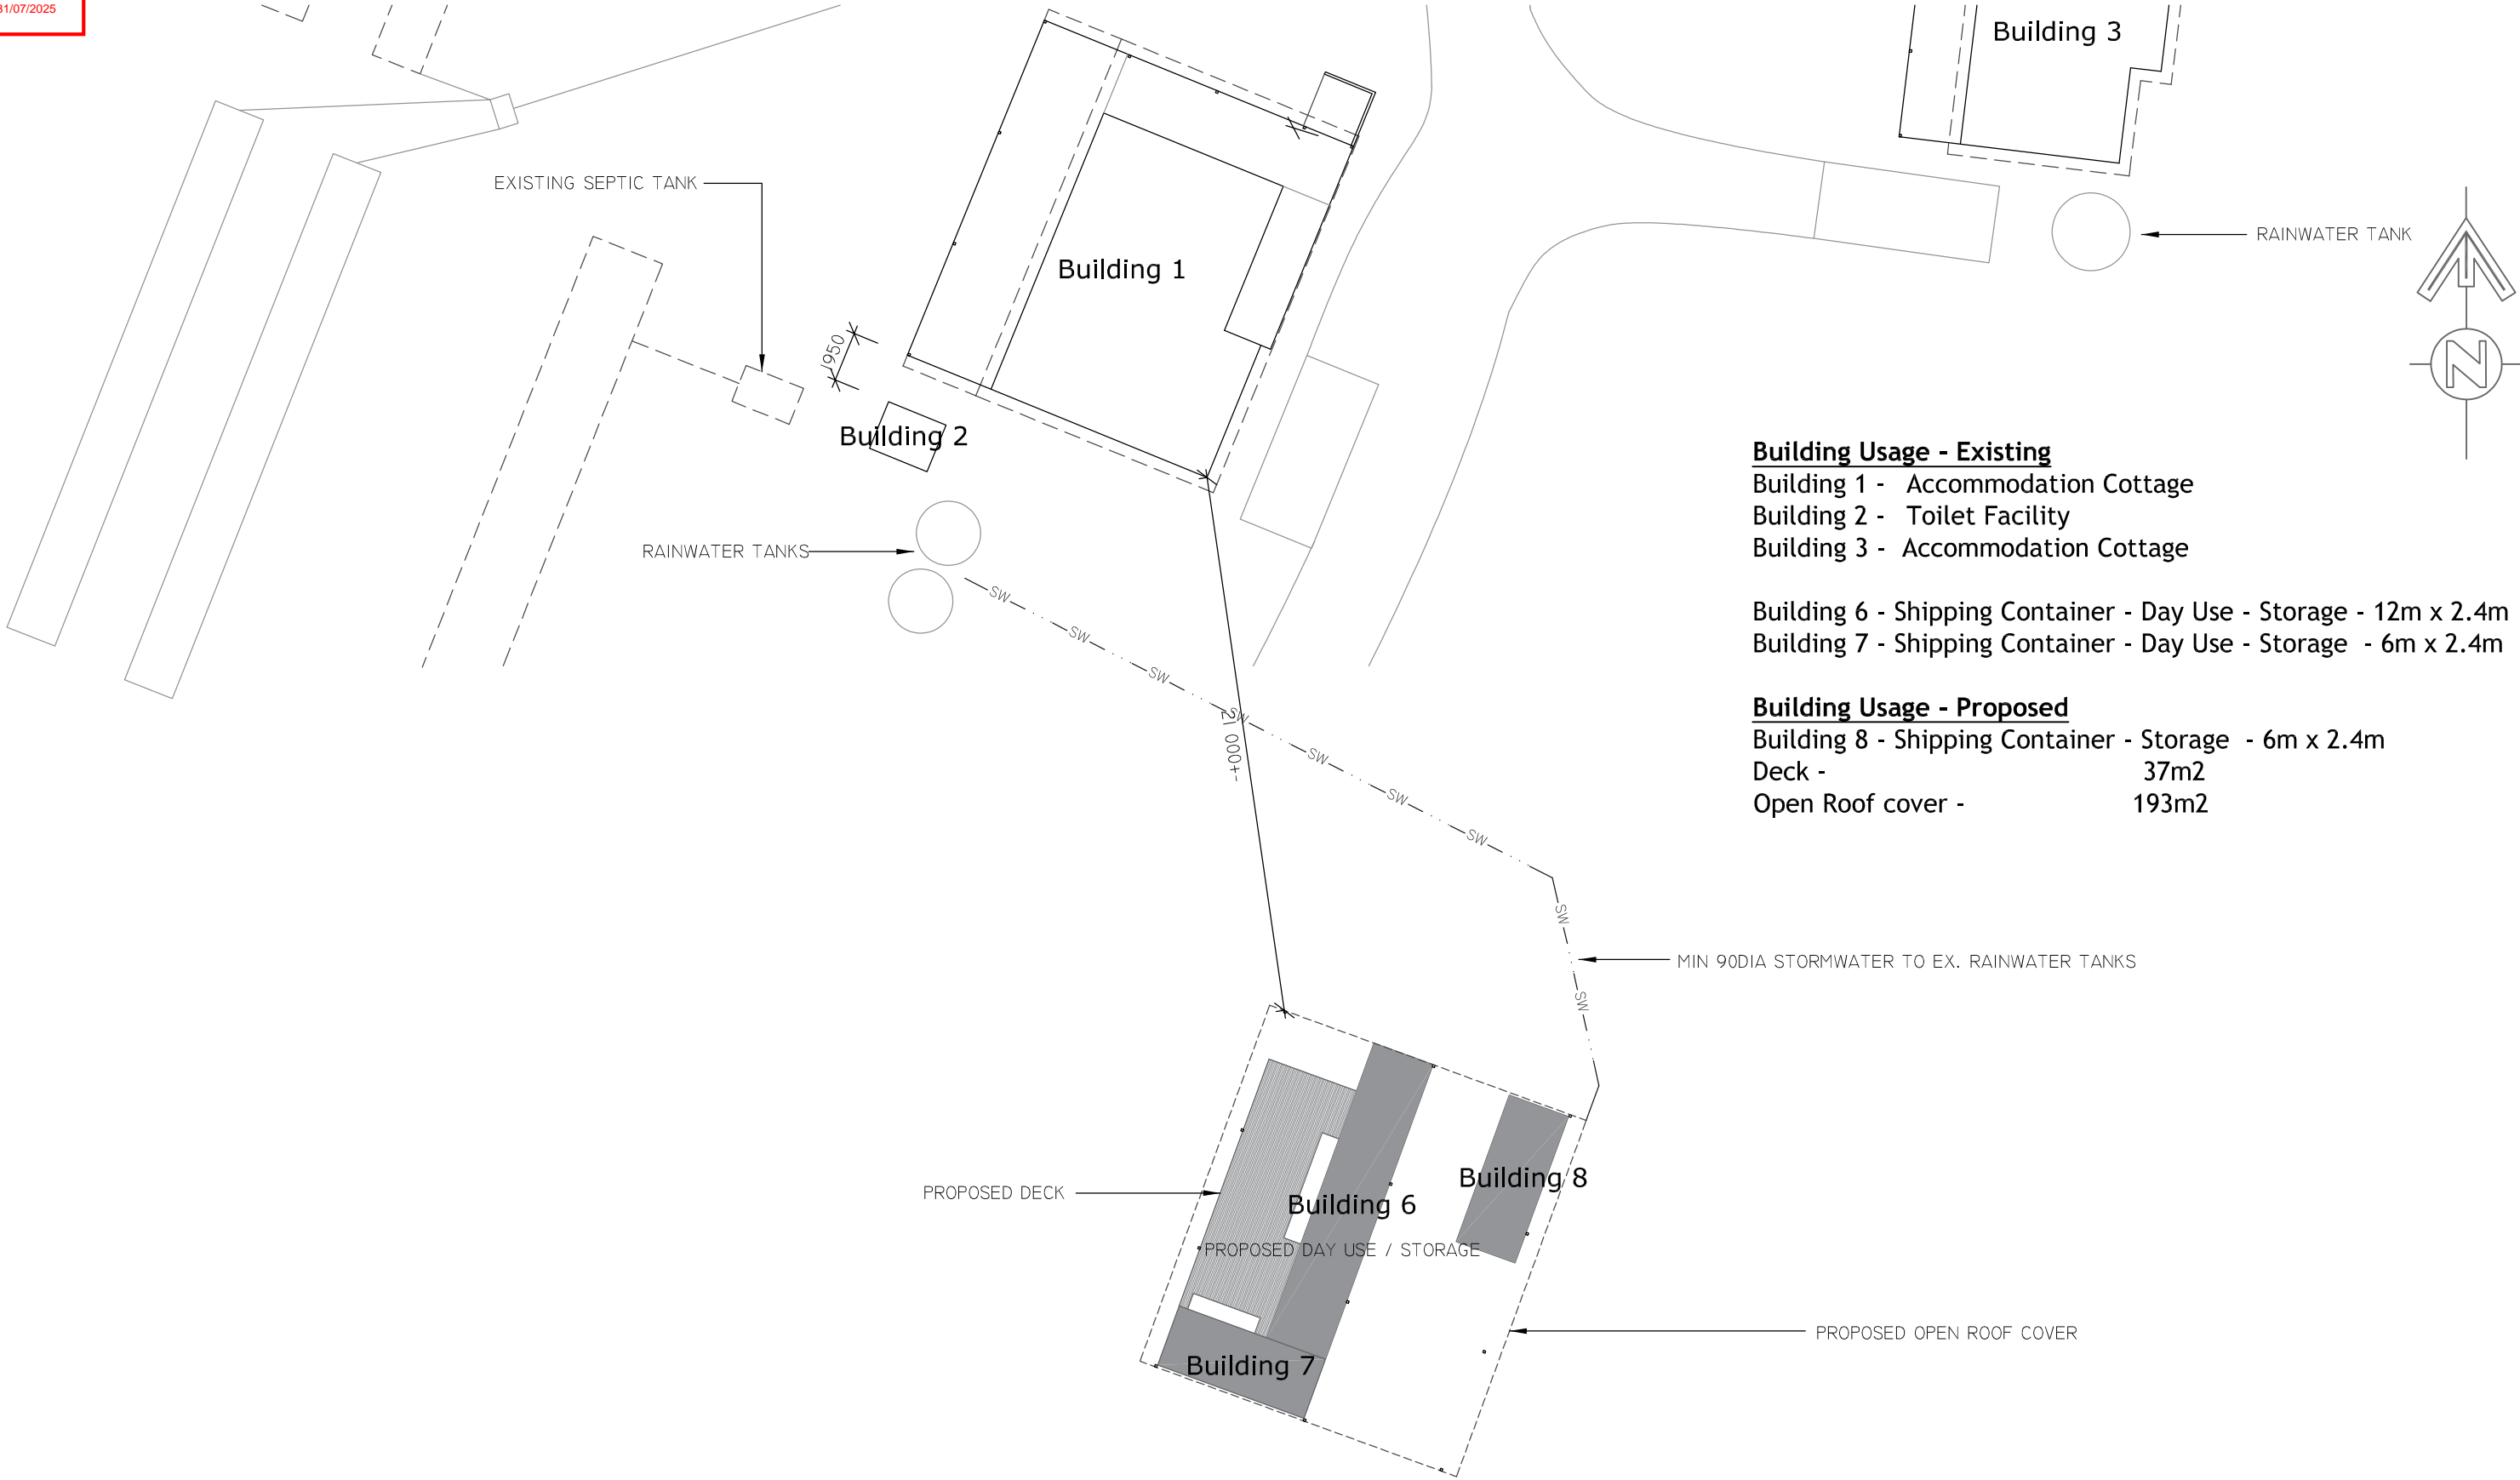 31/07/2025
Building 3
EXISTING SEPTIC TANK
RAINWATER TANK
Building 1
N
1950
Building 2
Building Usage - Existing
Building 1 - Accommodation Cottage
Building 2 - Toilet Facility
Building 3 - Accommodation Cottage
RAINWATER TANKS
SW
SW
SW
SW
SW
SW
SW
SW
SW
Building 6 - Shipping Container - Day Use - Storage - 12m x 2.4m
Building 7 - Shipping Container - Day Use - Storage - 6m x 2.4m
Building Usage - Proposed
Building 8 - Shipping Container - Storage - 6m x 2.4m
Deck - 37m2
Open Roof cover - 193m2
21 000+-
MIN 90DIA STORMWATER TO EX. RAINWATER TANKS
Building 8
PROPOSED DECK
Building 6
PROPOSED DAY USE / STORAGE
PROPOSED OPEN ROOF COVER
Building 7